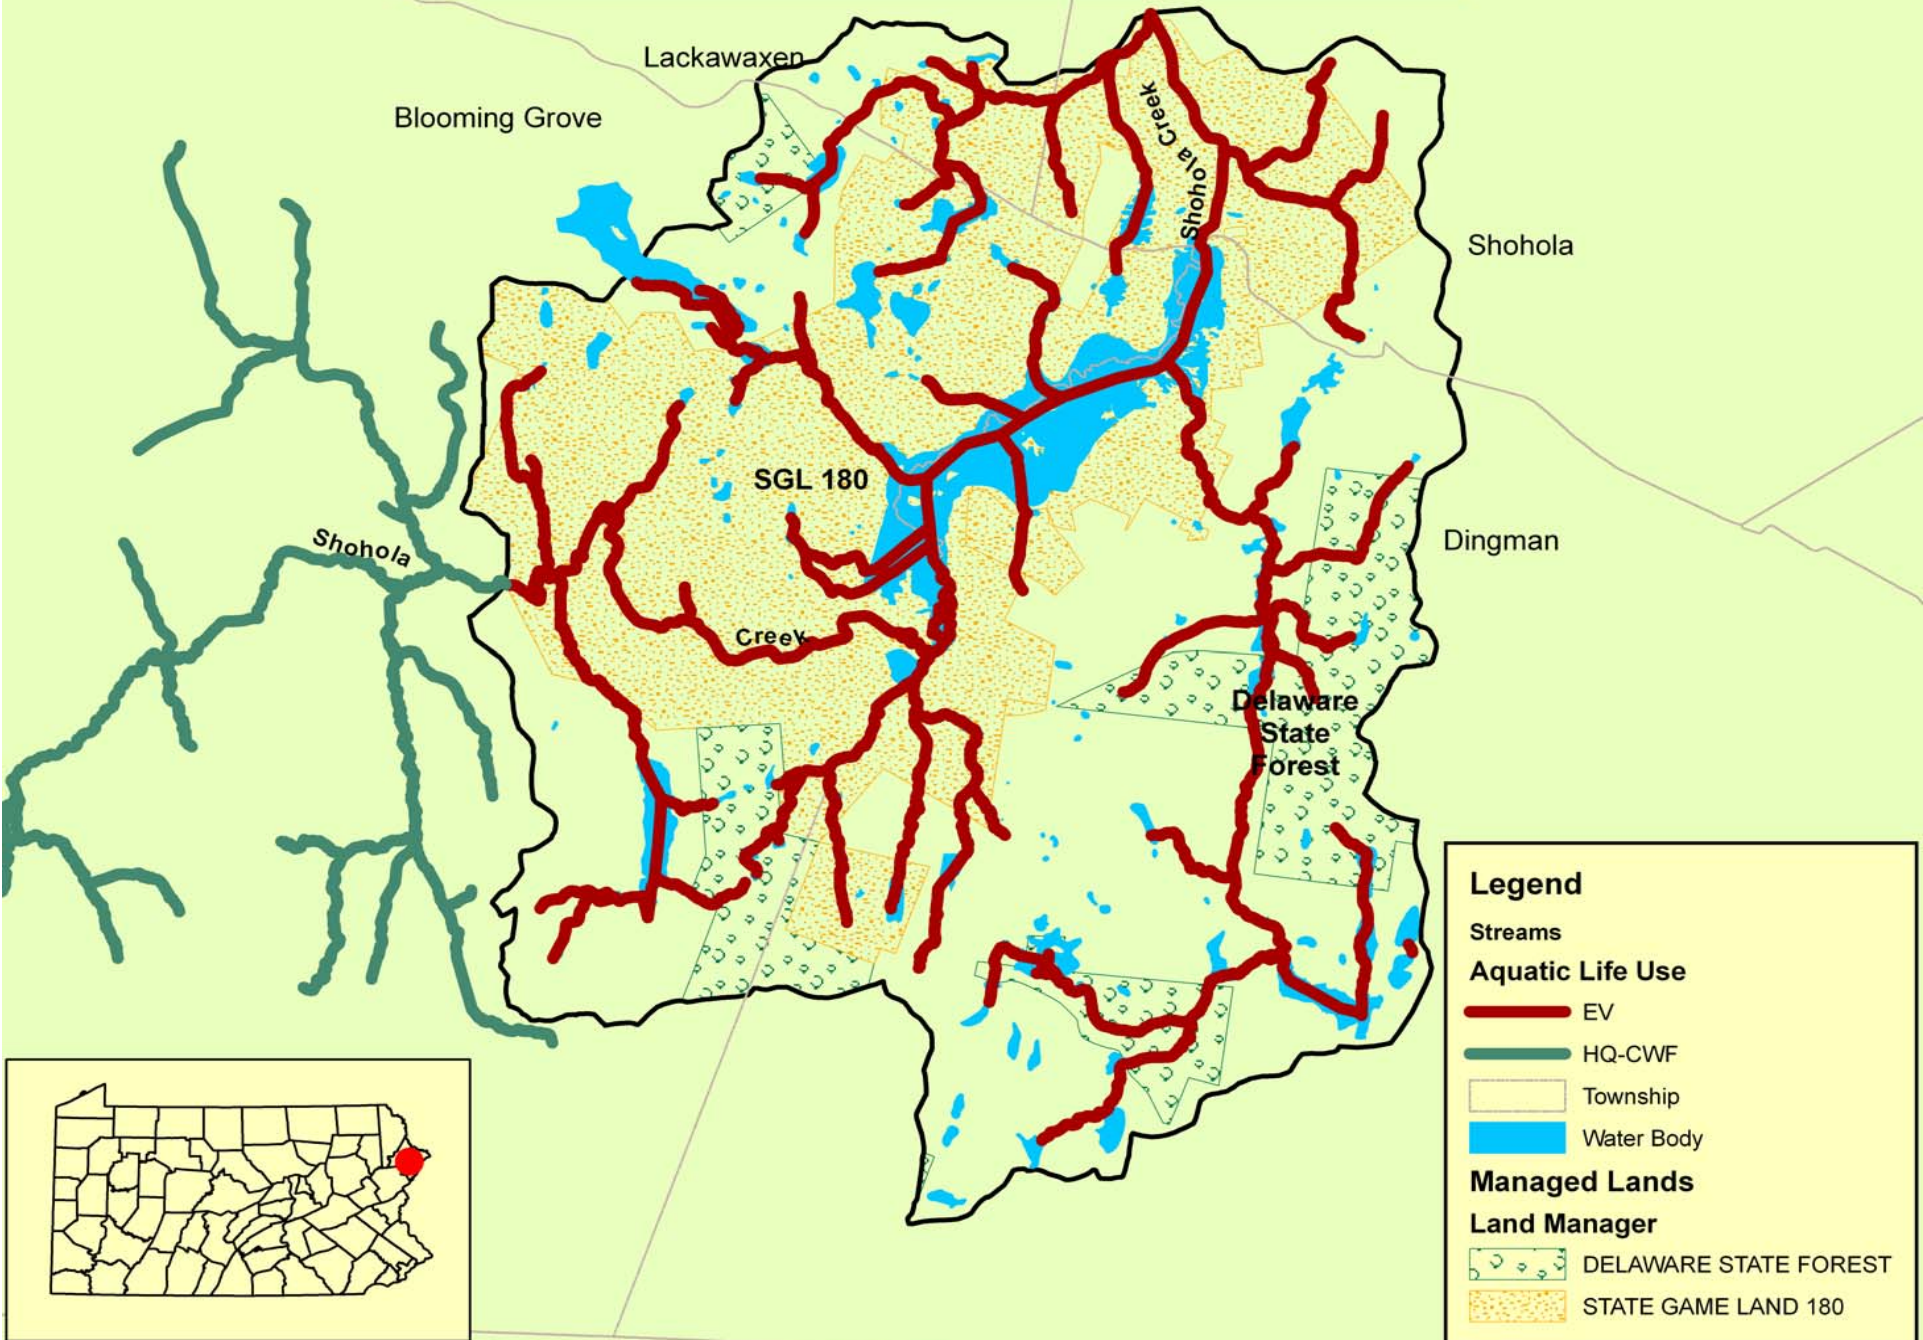 Lackawaxen
Blooming Grove
Shohola Creek
Shohola
Shohola
SGL 180
Shohola
Dingman
Creek
Delaware
State
Forest
Legend
Streams
Aquatic Life Use
EV
HQ-CWF
Township
Water Body
Managed Lands
Land Manager
DELAWARE STATE FOREST
STATE GAME LAND 180